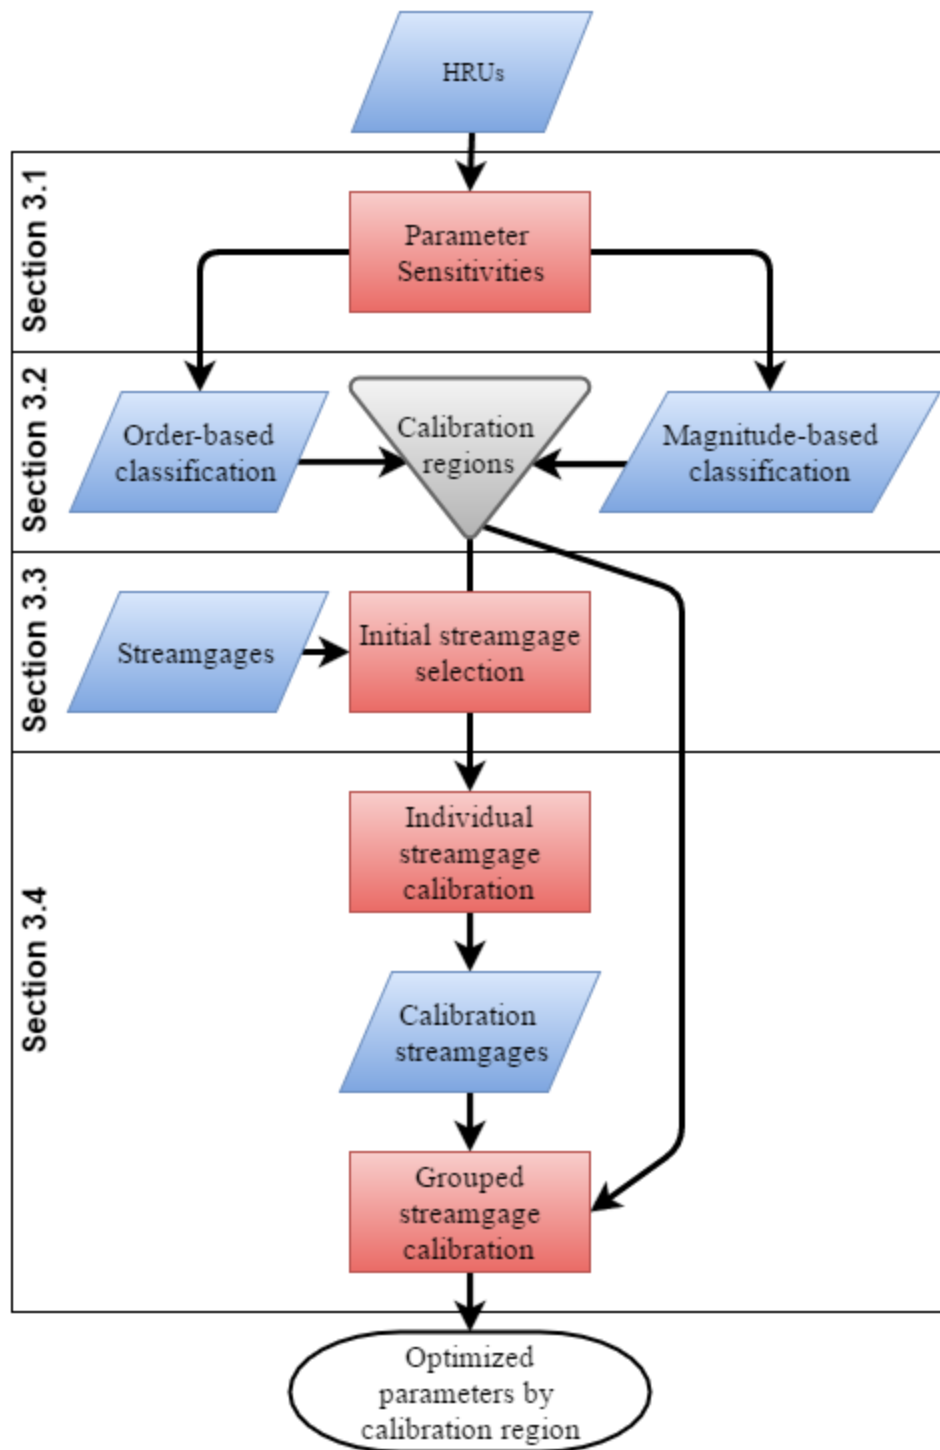 HRUs
Section 3.1
Parameter
Sensitivities
Section 3.2
Order-based
classification
Calibration
regions
Magnitude-based
classification
Section 3.3
Streamgages
Initial streamgage
selection
Section 3.4
Individual
streamgage
calibration
Calibration
streamgages
Grouped
streamgage
calibration
Optimized
parameters by
calibration region